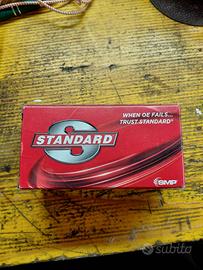 WHEN OE FAILS...
TRUST STANDARD®
S
STANDARD
SMP
subito